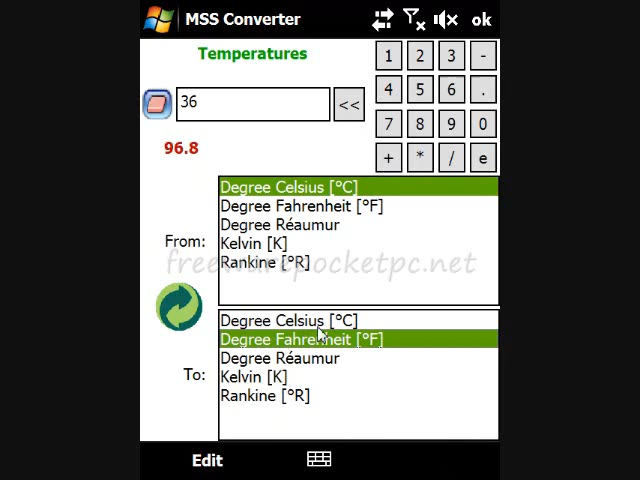 MSS Converter ok
Temperatures
1 2 3 -
36 <<
4 5 6 .
7 8 9 0
96.8
+ * / e
Degree Celsius [°C]
Degree Fahrenheit [°F]
Degree Réaumur
From:
Kelvin [K]
Rankine [°R]
freewarepocketpc.net
Degree Celsius [°C]
Degree Fahrenheit [°F]
Degree Réaumur
To:
Kelvin [K]
Rankine [°R]
Edit